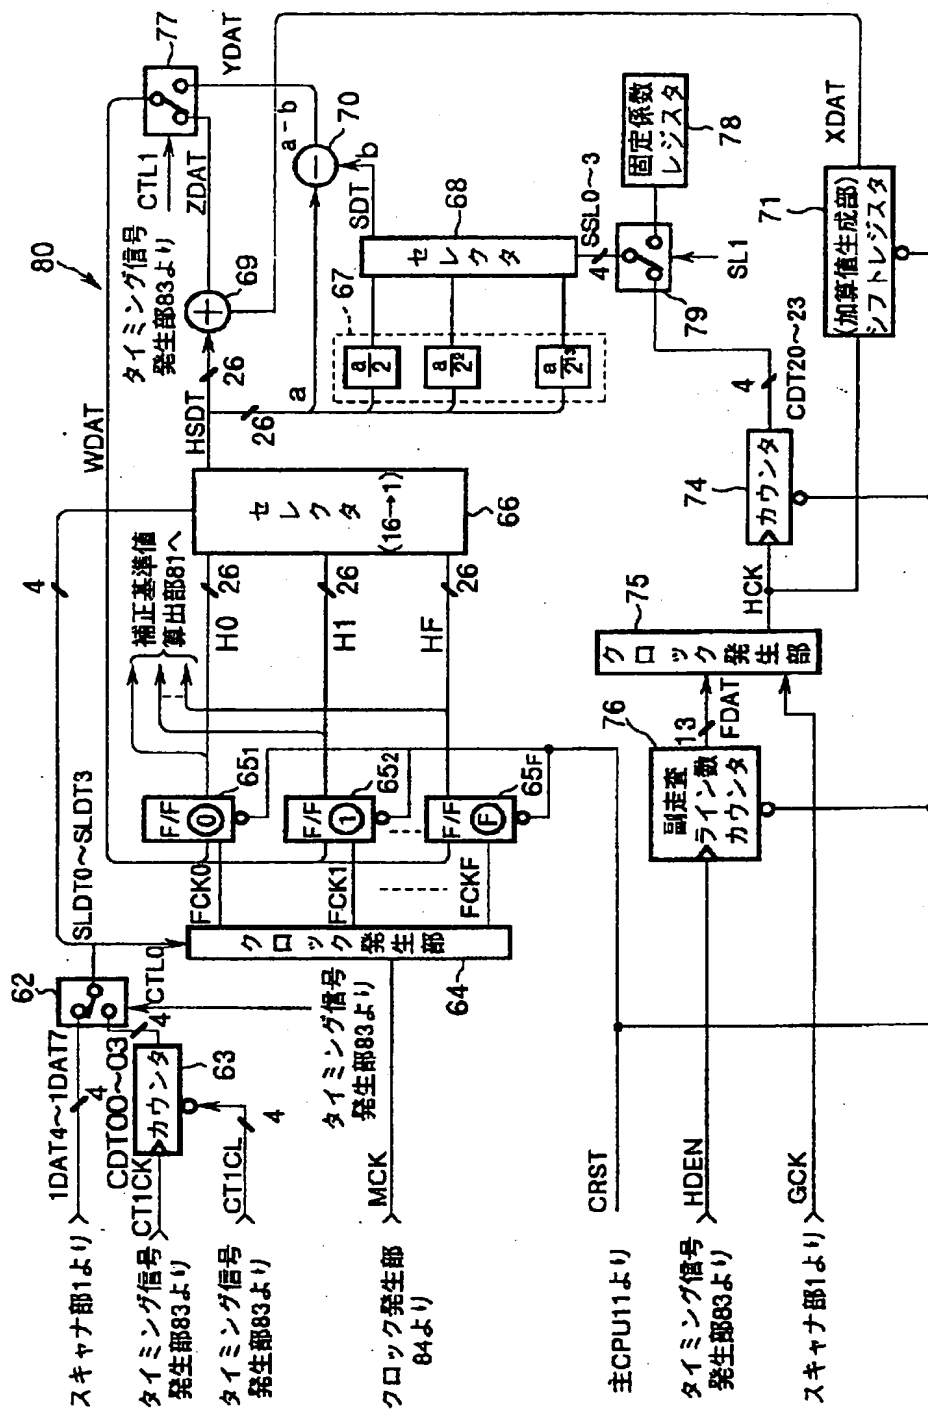 80
スキャナ部1より
1DAT4~1DAT7
4
62
SLDT0~SLDT3
4
タイミング信号
発生部83より
CT1CK
CDT00~03
カウンタ
63
4
CTL0
タイミング信号
発生部83より
CT1CL
4
タイミング信号
発生部83より
クロック発生部
84より
MCK
クロック発生部
64
FCK0
FCK1
FCKF
F/F
0
65₁
F/F
1
65₂
F/F
F
65F
補正基準値
算出部81へ
H0
26
H1
26
HF
26
セレクタ
(16→1)
66
WDAT
HSDT
26
26
a
タイミング信号
発生部83より
CTL1
ZDAT
69
77
YDAT
a-b
70
b
a/2
a/2²
a/2¹³
67
セレクタ
68
SDT
SSL0~3
4
固定係数
レジスタ
78
79
SL1
主CPU11より
CRST
タイミング信号
発生部83より
HDEN
スキャナ部1より
GCK
副走査
ライン数
カウンタ
76
13
FDAT
クロック発生部
75
HCK
カウンタ
74
4
CDT20~23
(加算値生成部)
シフトレジスタ
71
XDAT